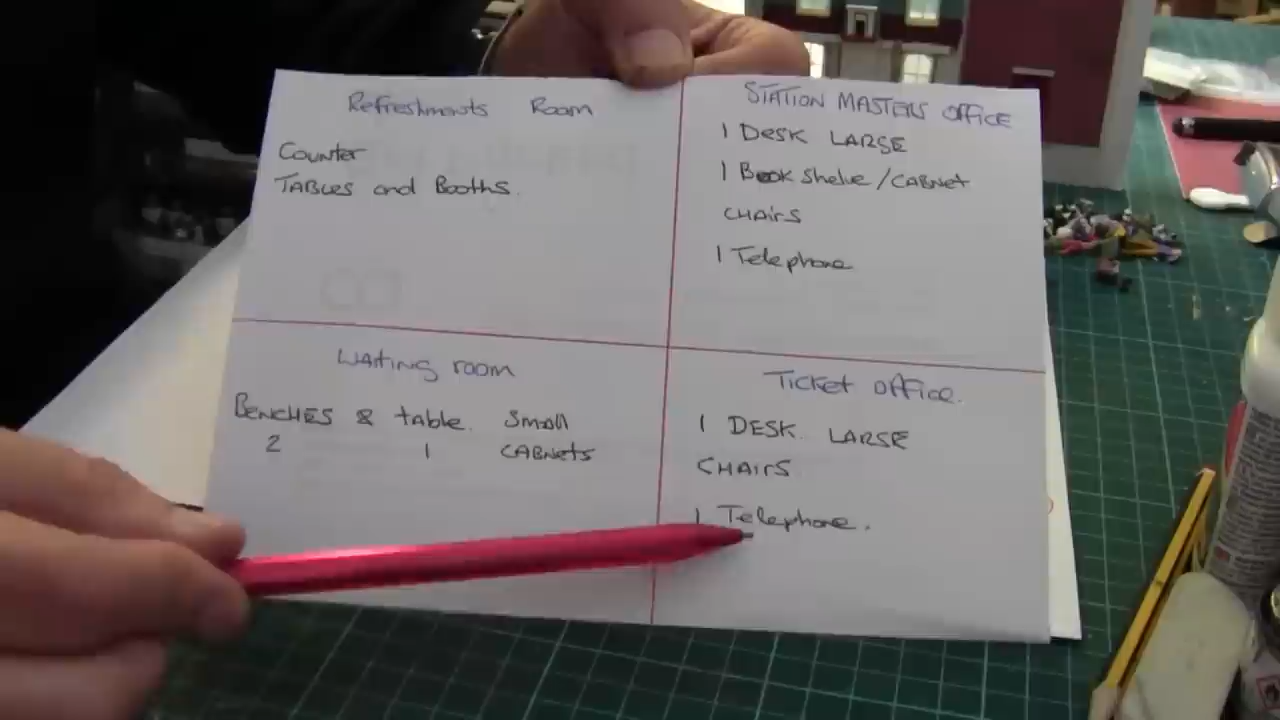 Refreshments Room
Counter
TABLES and Booths.
STATION MASTERS OFFICE
1 DESK LARGE
1 BOOK Shelve/CABNET
CHAIRS
1 Telephone
Waiting room
BENCHES & table. Small
2 1 CABNETS
Ticket office.
1 DESK LARGE
CHAIRS
1 Telephone.